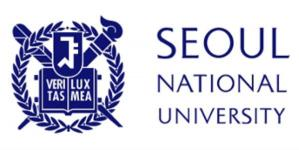 VERI LUX
TAS MEA
SEOUL
NATIONAL
UNIVERSITY